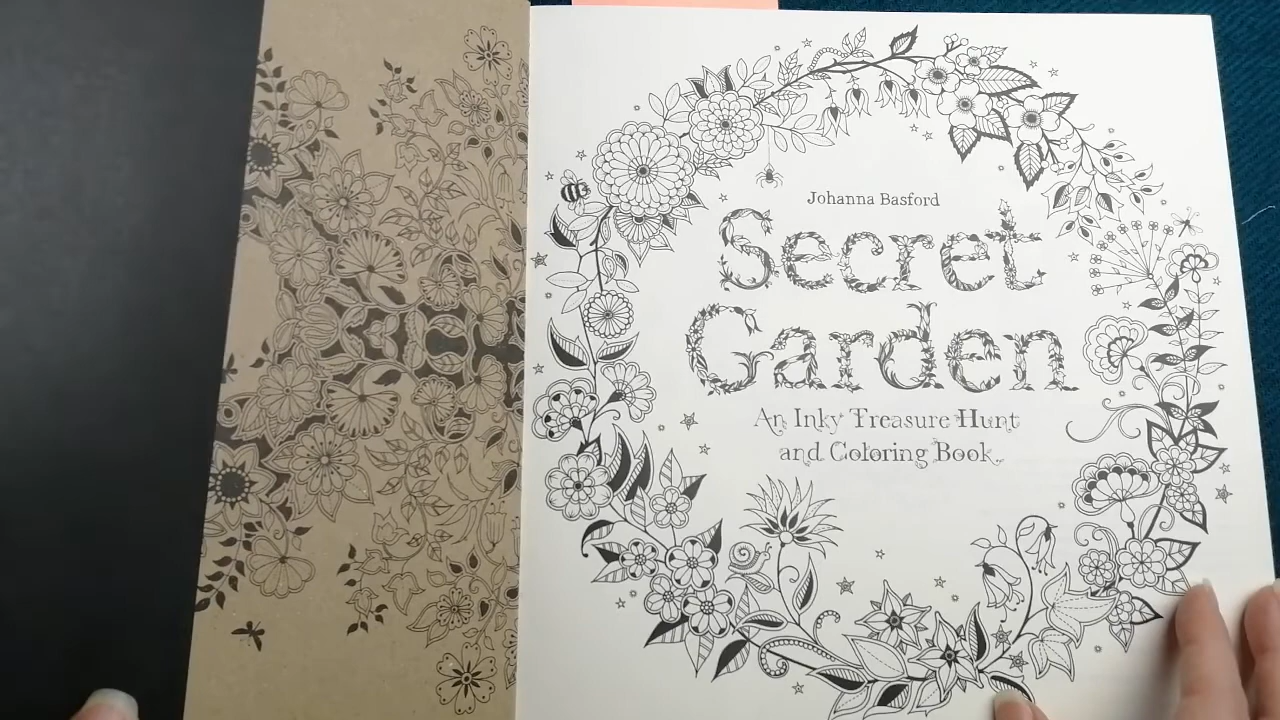 Johanna Basford
Secret
Garden
An Inky Treasure Hunt
and Coloring Book